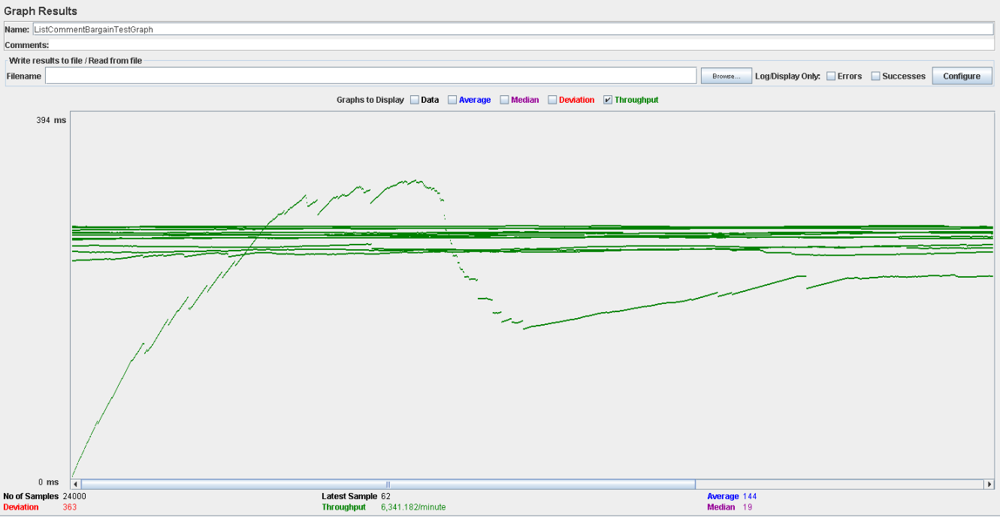 Graph Results
Name: ListCommentBargainTestGraph
Comments:
Write results to file / Read from file
Filename Browse... Log/Display Only: Errors Successes Configure
Graphs to Display Data Average Median Deviation Throughput
394 ms
0 ms
No of Samples 24000 Latest Sample 62 Average 144
Deviation 363 Throughput 6,341.182/minute Median 19